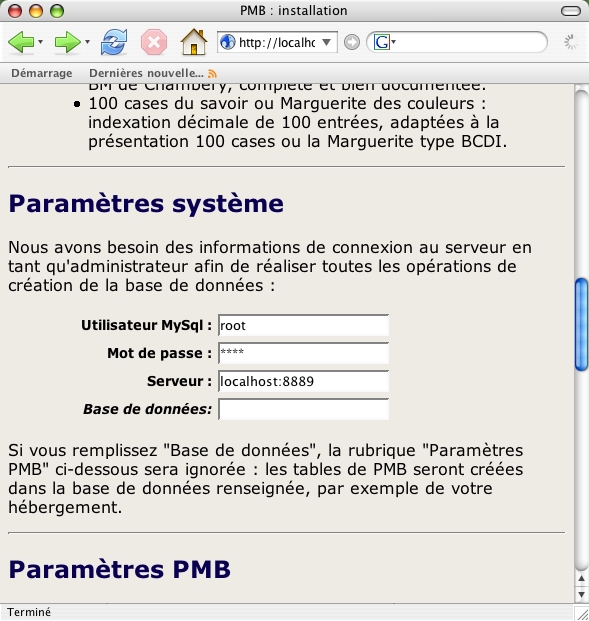 PMB : installation
http://localhc
G
Démarrage Dernières nouvelle...
BM de Chambéry, complète et bien documentée.
100 cases du savoir ou Marguerite des couleurs :
indexation décimale de 100 entrées, adaptées à la
présentation 100 cases ou la Marguerite type BCDI.
Paramètres système
Nous avons besoin des informations de connexion au serveur en
tant qu'administrateur afin de réaliser toutes les opérations de
création de la base de données :
Utilisateur MySql : root
Mot de passe : ****
Serveur : localhost:8889
Base de données:
Si vous remplissez "Base de données", la rubrique "Paramètres
PMB" ci-dessous sera ignorée : les tables de PMB seront créées
dans la base de données renseignée, par exemple de votre
hébergement.
Paramètres PMB
Terminé